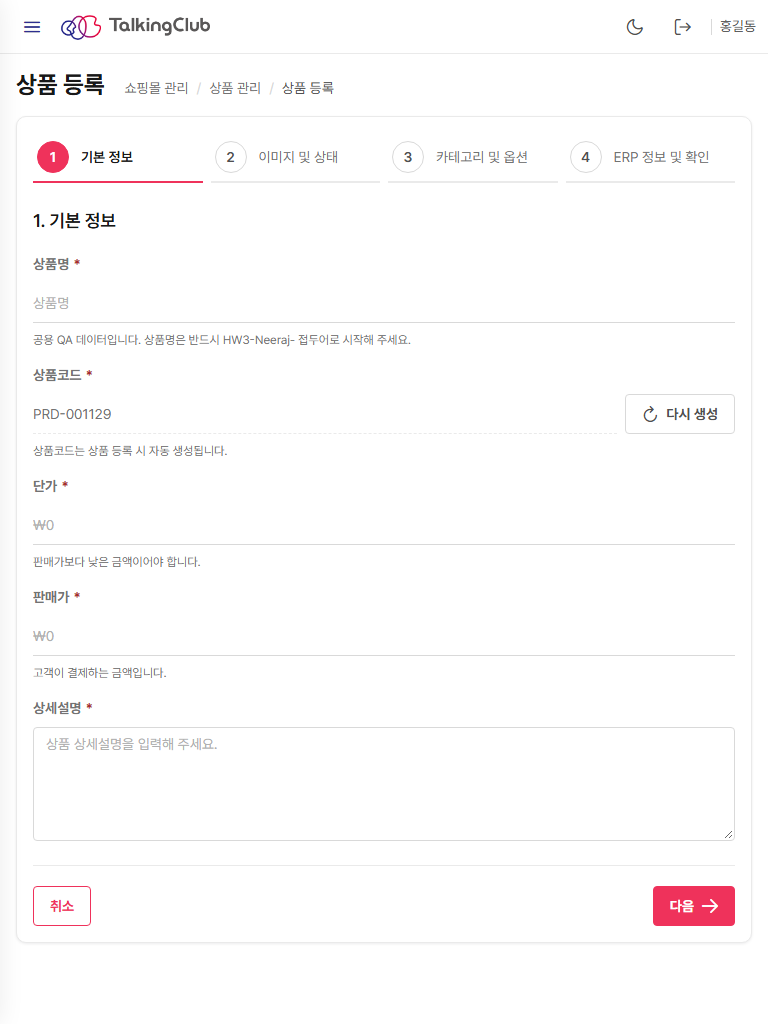 TalkingClub
홍길동
상품 등록
쇼핑몰 관리 / 상품 관리 / 상품 등록
1 기본 정보
2 이미지 및 상태
3 카테고리 및 옵션
4 ERP 정보 및 확인
1. 기본 정보
상품명 *
상품명
공용 QA 데이터입니다. 상품명은 반드시 HW3-Neeraj- 접두어로 시작해 주세요.
상품코드 *
PRD-001129
다시 생성
상품코드는 상품 등록 시 자동 생성됩니다.
단가 *
₩0
판매가보다 낮은 금액이어야 합니다.
판매가 *
₩0
고객이 결제하는 금액입니다.
상세설명 *
상품 상세설명을 입력해 주세요.
취소
다음